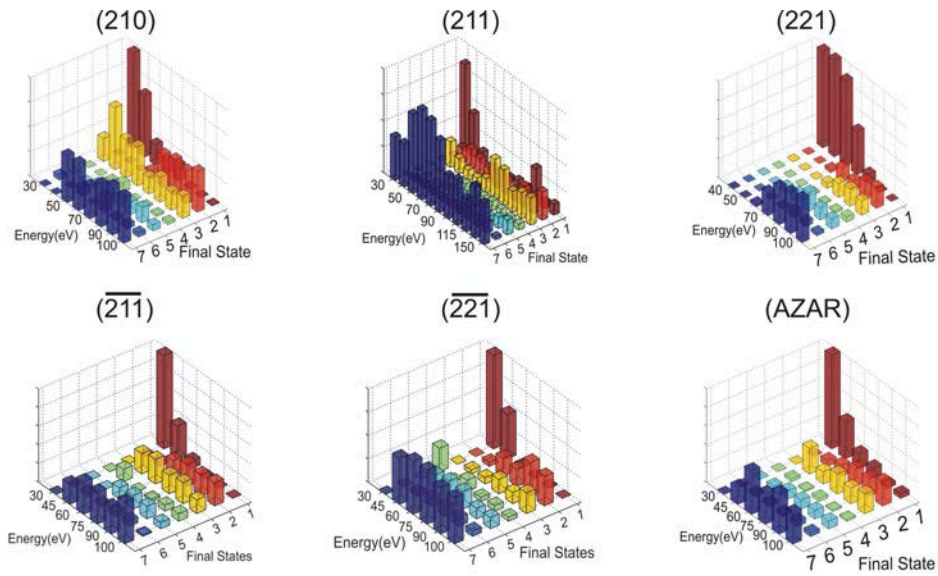 (210)
30
50
70
90
100
Energy(eV)
7 6 5 4 3 2 1
Final State
(211)
30
50
70
90
115
150
Energy(eV)
7 6 5 4 3 2 1
Final State
(221)
40
50
70
90
100
Energy(eV)
7 6 5 4 3 2 1
Final State
(2̅1̅1̅)
30
45
60
75
90
100
Energy(eV)
7 6 5 4 3 2 1
Final States
(2̅2̅1̅)
30
45
60
75
90
100
Energy(eV)
7 6 5 4 3 2 1
Final States
(AZAR)
30
45
60
75
90
100
Energy(eV)
7 6 5 4 3 2 1
Final State